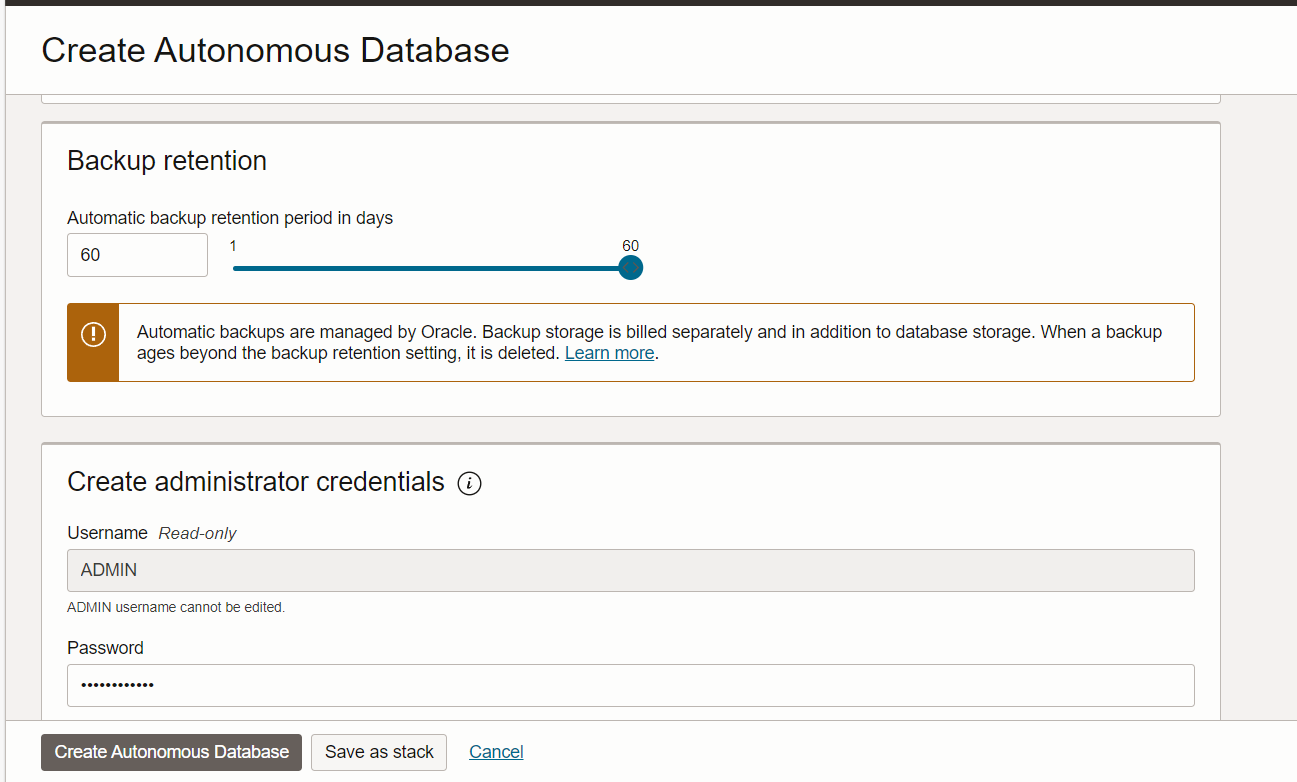 Create Autonomous Database
Backup retention
Automatic backup retention period in days
60
1
60
Automatic backups are managed by Oracle. Backup storage is billed separately and in addition to database storage. When a backup
ages beyond the backup retention setting, it is deleted. Learn more.
Create administrator credentials
Username Read-only
ADMIN
ADMIN username cannot be edited.
Password
••••••••••••
Create Autonomous Database
Save as stack
Cancel